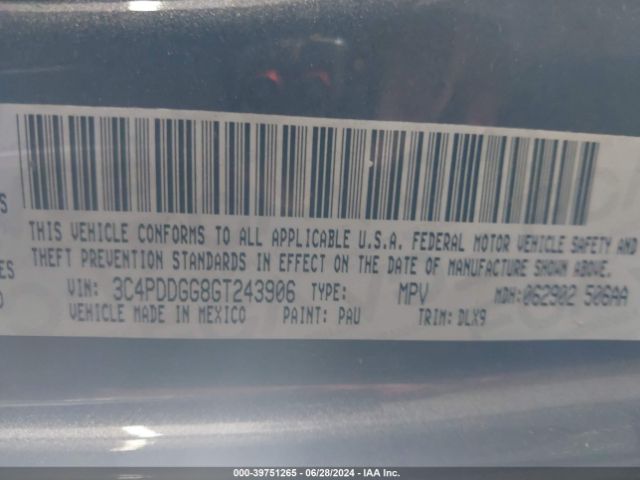 S
THIS VEHICLE CONFORMS TO ALL APPLICABLE U.S.A. FEDERAL MOTOR VEHICLE SAFETY AND
THEFT PREVENTION STANDARDS IN EFFECT ON THE DATE OF MANUFACTURE SHOWN ABOVE.
ES
VIN: 3C4PDDGG8GT243906 TYPE: MPV MDH: 062902 506AA
VEHICLE MADE IN MEXICO PAINT: PAU TRIM: DLX9
000-39751265 - 06/28/2024 - IAA Inc.